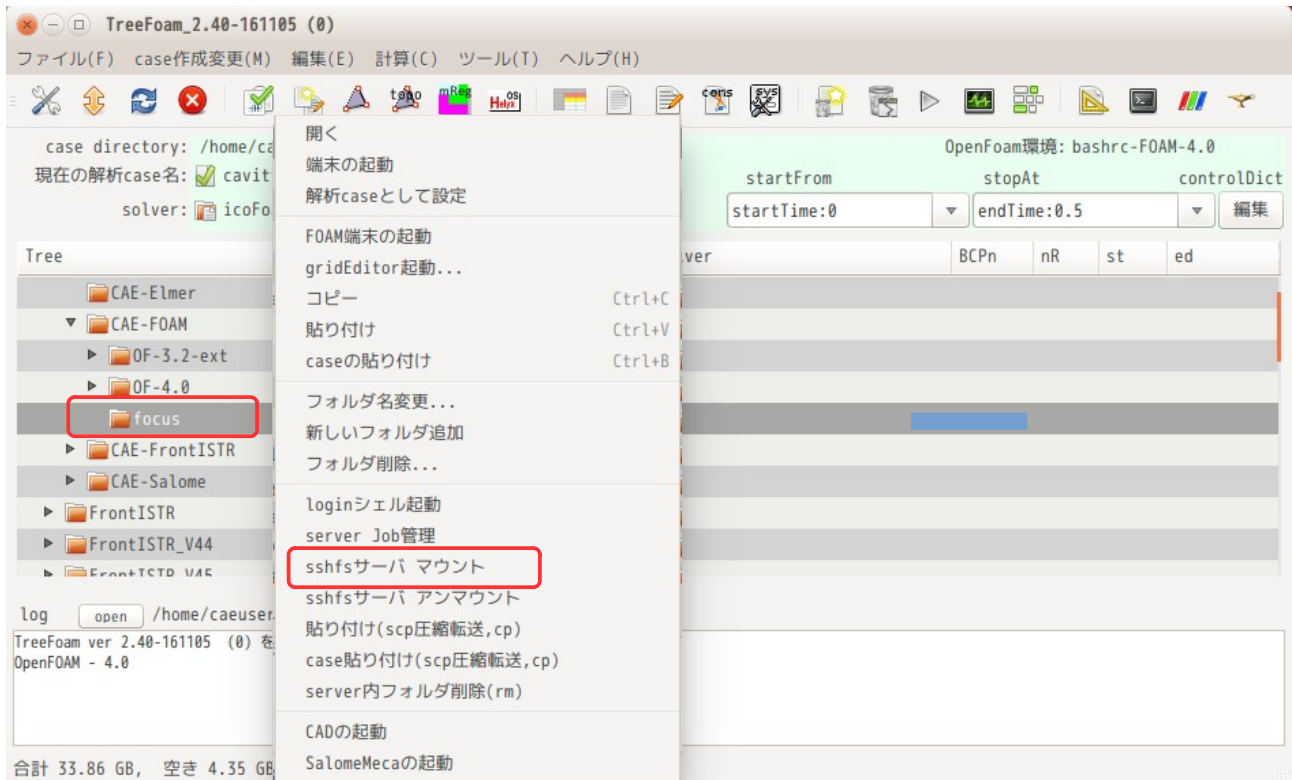 TreeFoam_2.40-161105 (0)
ファイル(F) case作成変更(M) 編集(E) 計算(C) ツール(T) ヘルプ(H)
topo mReg Helyx OS cons sys
case directory: /home/ca
OpenFoam環境: bashrc-FOAM-4.0
現在の解析case名: cavit
startFrom stopAt controlDict
solver: icoFo
startTime:0 endTime:0.5 編集
Tree ver BCPn nR st ed
CAE-Elmer
CAE-FOAM
OF-3.2-ext
OF-4.0
focus
CAE-FrontISTR
CAE-Salome
FrontISTR
FrontISTR_V44
FrontISTR_V45
log open /home/caeuser
TreeFoam ver 2.40-161105 (0) を
OpenFOAM - 4.0
合計 33.86 GB, 空き 4.35 GB
開く
端末の起動
解析caseとして設定
FOAM端末の起動
gridEditor起動...
コピー Ctrl+C
貼り付け Ctrl+V
caseの貼り付け Ctrl+B
フォルダ名変更...
新しいフォルダ追加
フォルダ削除...
loginシェル起動
server Job管理
sshfsサーバ マウント
sshfsサーバ アンマウント
貼り付け(scp圧縮転送,cp)
case貼り付け(scp圧縮転送,cp)
server内フォルダ削除(rm)
CADの起動
SalomeMecaの起動